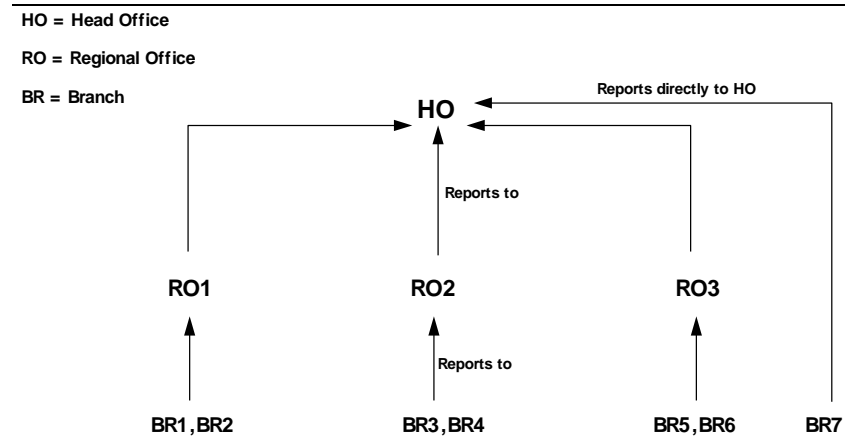 HO = Head Office
RO = Regional Office
BR = Branch
Reports directly to HO
HO
Reports to
RO1 RO2 RO3
Reports to
BR1,BR2 BR3,BR4 BR5,BR6 BR7